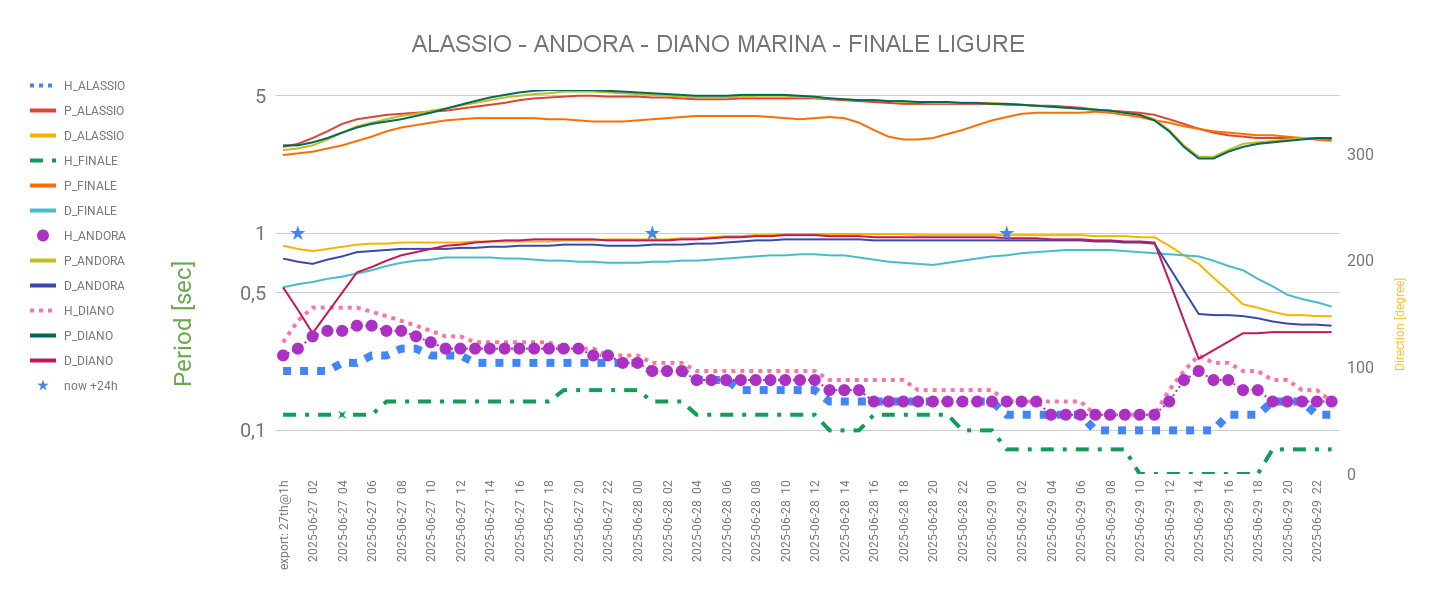 ALASSIO - ANDORA - DIANO MARINA - FINALE LIGURE
H_ALASSIO
P_ALASSIO
D_ALASSIO
H_FINALE
P_FINALE
D_FINALE
H_ANDORA
P_ANDORA
D_ANDORA
H_DIANO
P_DIANO
D_DIANO
now +24h
Period [sec]
5
1
0,5
0,1
300
200
100
0
Direction [degree]
export: 27th@1h
2025-06-27 02
2025-06-27 04
2025-06-27 06
2025-06-27 08
2025-06-27 10
2025-06-27 12
2025-06-27 14
2025-06-27 16
2025-06-27 18
2025-06-27 20
2025-06-27 22
2025-06-28 00
2025-06-28 02
2025-06-28 04
2025-06-28 06
2025-06-28 08
2025-06-28 10
2025-06-28 12
2025-06-28 14
2025-06-28 16
2025-06-28 18
2025-06-28 20
2025-06-28 22
2025-06-29 00
2025-06-29 02
2025-06-29 04
2025-06-29 06
2025-06-29 08
2025-06-29 10
2025-06-29 12
2025-06-29 14
2025-06-29 16
2025-06-29 18
2025-06-29 20
2025-06-29 22